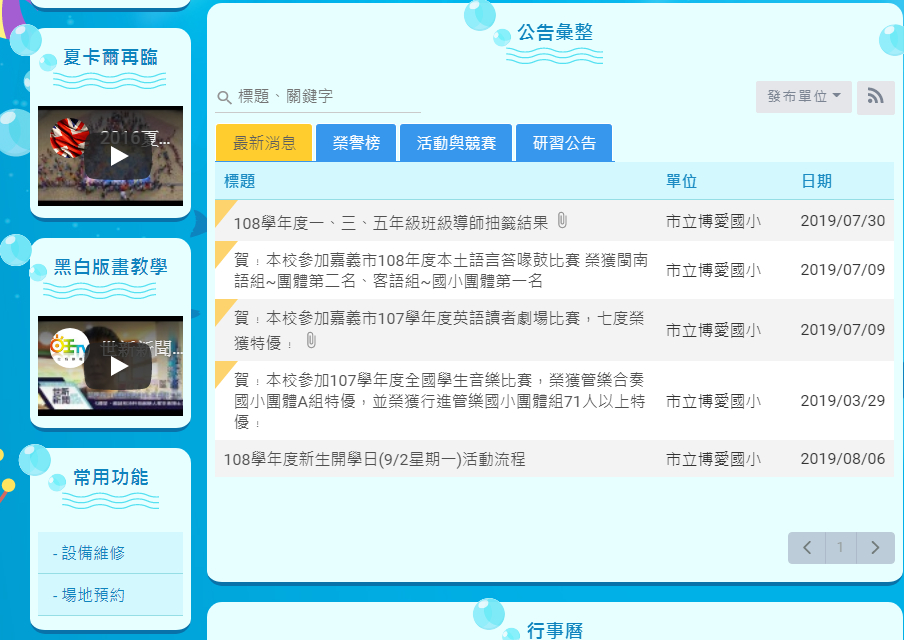 夏卡爾再臨
2016夏...
黑白版畫教學
旺TV
世新新聞...
世新
新聞
常用功能
- 設備維修
- 場地預約
公告彙整
標題、關鍵字
發布單位
最新消息
榮譽榜
活動與競賽
研習公告
標題 單位 日期
108學年度一、三、五年級班級導師抽籤結果 市立博愛國小 2019/07/30
賀﹗本校參加嘉義市108年度本土語言答喙鼓比賽 榮獲閩南
語組~團體第二名、客語組~國小團體第一名 市立博愛國小 2019/07/09
賀﹗本校參加嘉義市107學年度英語讀者劇場比賽，七度榮
獲特優﹗ 市立博愛國小 2019/07/09
賀﹗本校參加107學年度全國學生音樂比賽，榮獲管樂合奏
國小團體A組特優，並榮獲行進管樂國小團體組71人以上特
優﹗ 市立博愛國小 2019/03/29
108學年度新生開學日(9/2星期一)活動流程 市立博愛國小 2019/08/06
1
行事曆